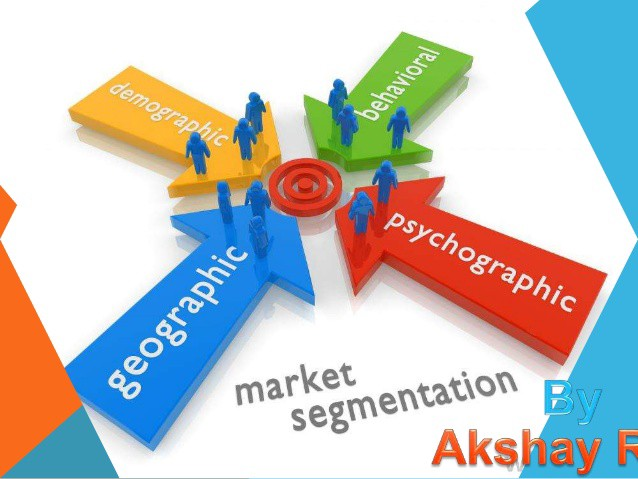 demographic
behavioral
geographic
psychographic
market
segmentation
By
Akshay R